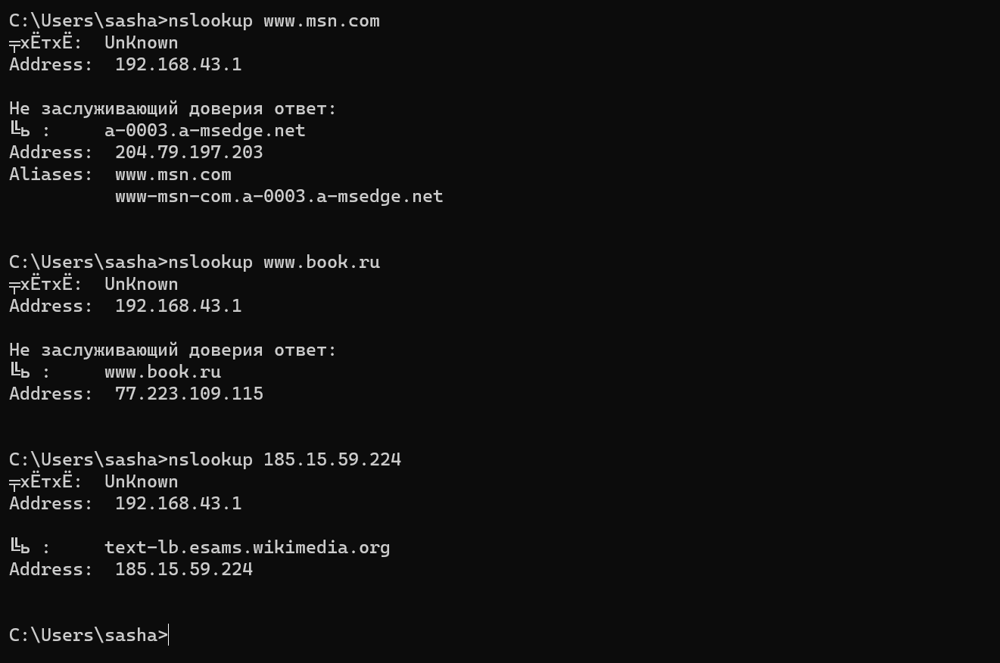 C:\Users\sasha>nslookup www.msn.com
╤хЁтхЁ:  UnKnown
Address:  192.168.43.1
Не заслуживающий доверия ответ:
╚ь :     a-0003.a-msedge.net
Address:  204.79.197.203
Aliases:  www.msn.com
          www-msn-com.a-0003.a-msedge.net
C:\Users\sasha>nslookup www.book.ru
╤хЁтхЁ:  UnKnown
Address:  192.168.43.1
Не заслуживающий доверия ответ:
╚ь :     www.book.ru
Address:  77.223.109.115
C:\Users\sasha>nslookup 185.15.59.224
╤хЁтхЁ:  UnKnown
Address:  192.168.43.1
╚ь :     text-lb.esams.wikimedia.org
Address:  185.15.59.224
C:\Users\sasha>